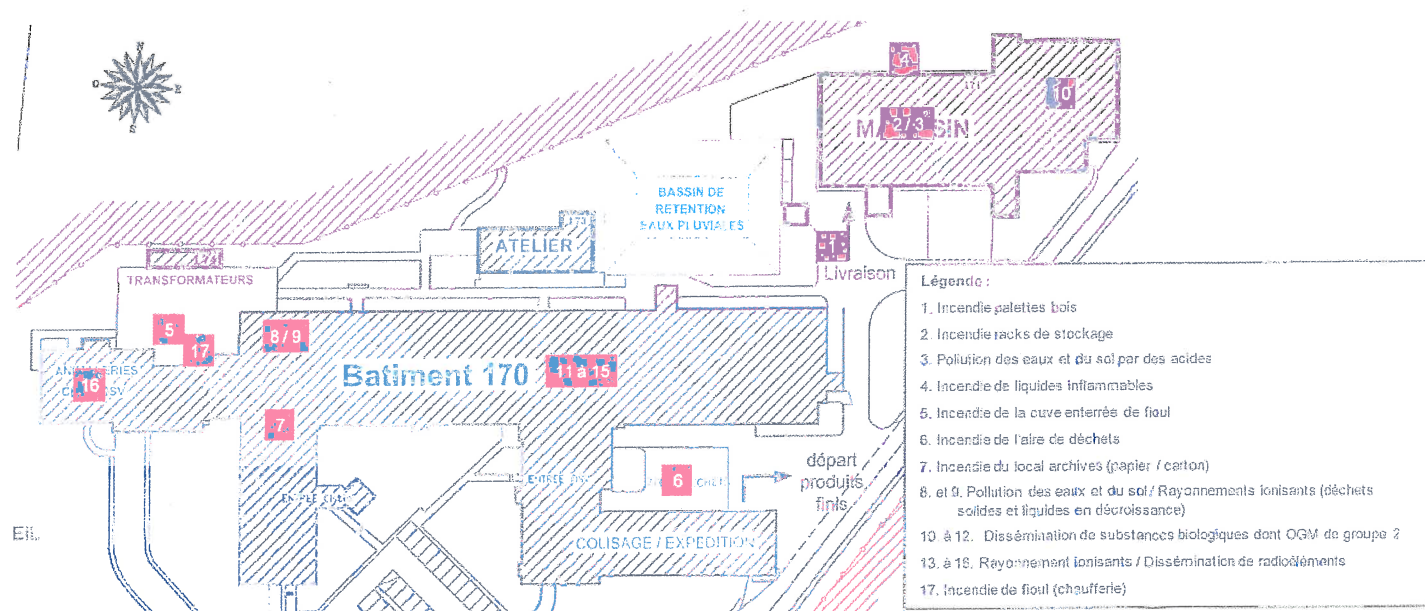 N
O
E
S
4
171
10
2/3
BASSIN DE
RETENTION
EAUX PLUVIALES
173
ATELIER
1
Livraison
TRANSFORMATEURS
5
17
8 / 9
Batiment 170
11 à 15
16
7
6
départ
produits
finis
COLISAGE / EXPEDITION
Légende :
1. Incendie palettes bois
2. Incendie racks de stockage
3. Pollution des eaux et du sol par des acides
4. Incendie de liquides inflammables
5. Incendie de la cuve enterrée de fioul
6. Incendie de l'aire de déchets
7. Incendie du local archives (papier / carton)
8. et 9. Pollution des eaux et du sol / Rayonnements ionisants (déchets
solides et liquides en décroissance)
10. à 12. Dissémination de substances biologiques dont OGM de groupe 2
13. à 16. Rayonnement ionisants / Dissémination de radioéléments
17. Incendie de fioul (chaufferie)